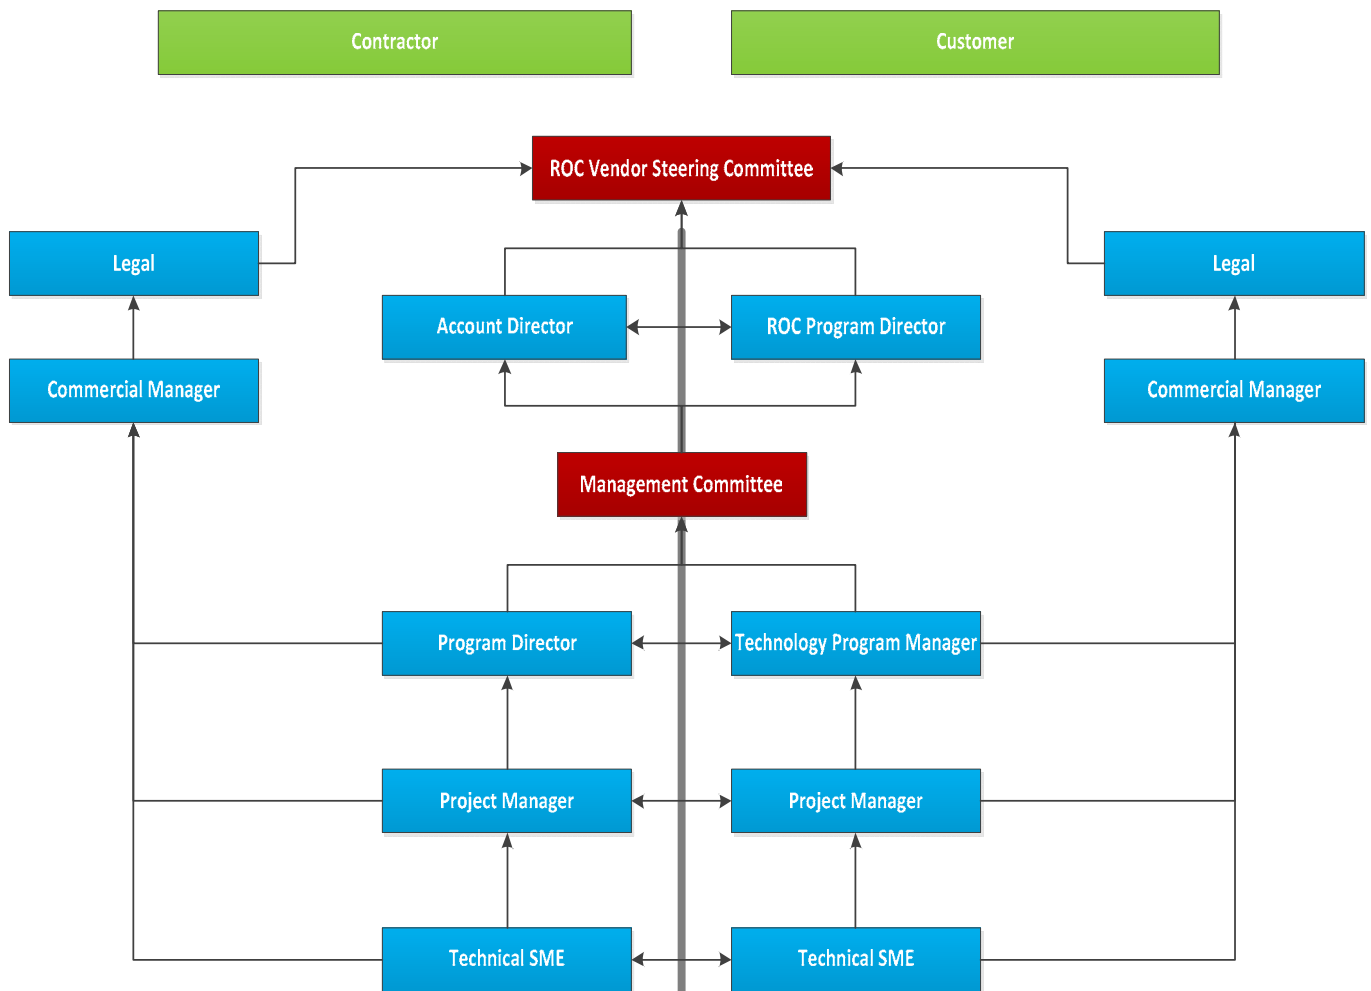 Contractor
Customer
ROC Vendor Steering Committee
Legal
Legal
Account Director
ROC Program Director
Commercial Manager
Commercial Manager
Management Committee
Program Director
Technology Program Manager
Project Manager
Project Manager
Technical SME
Technical SME